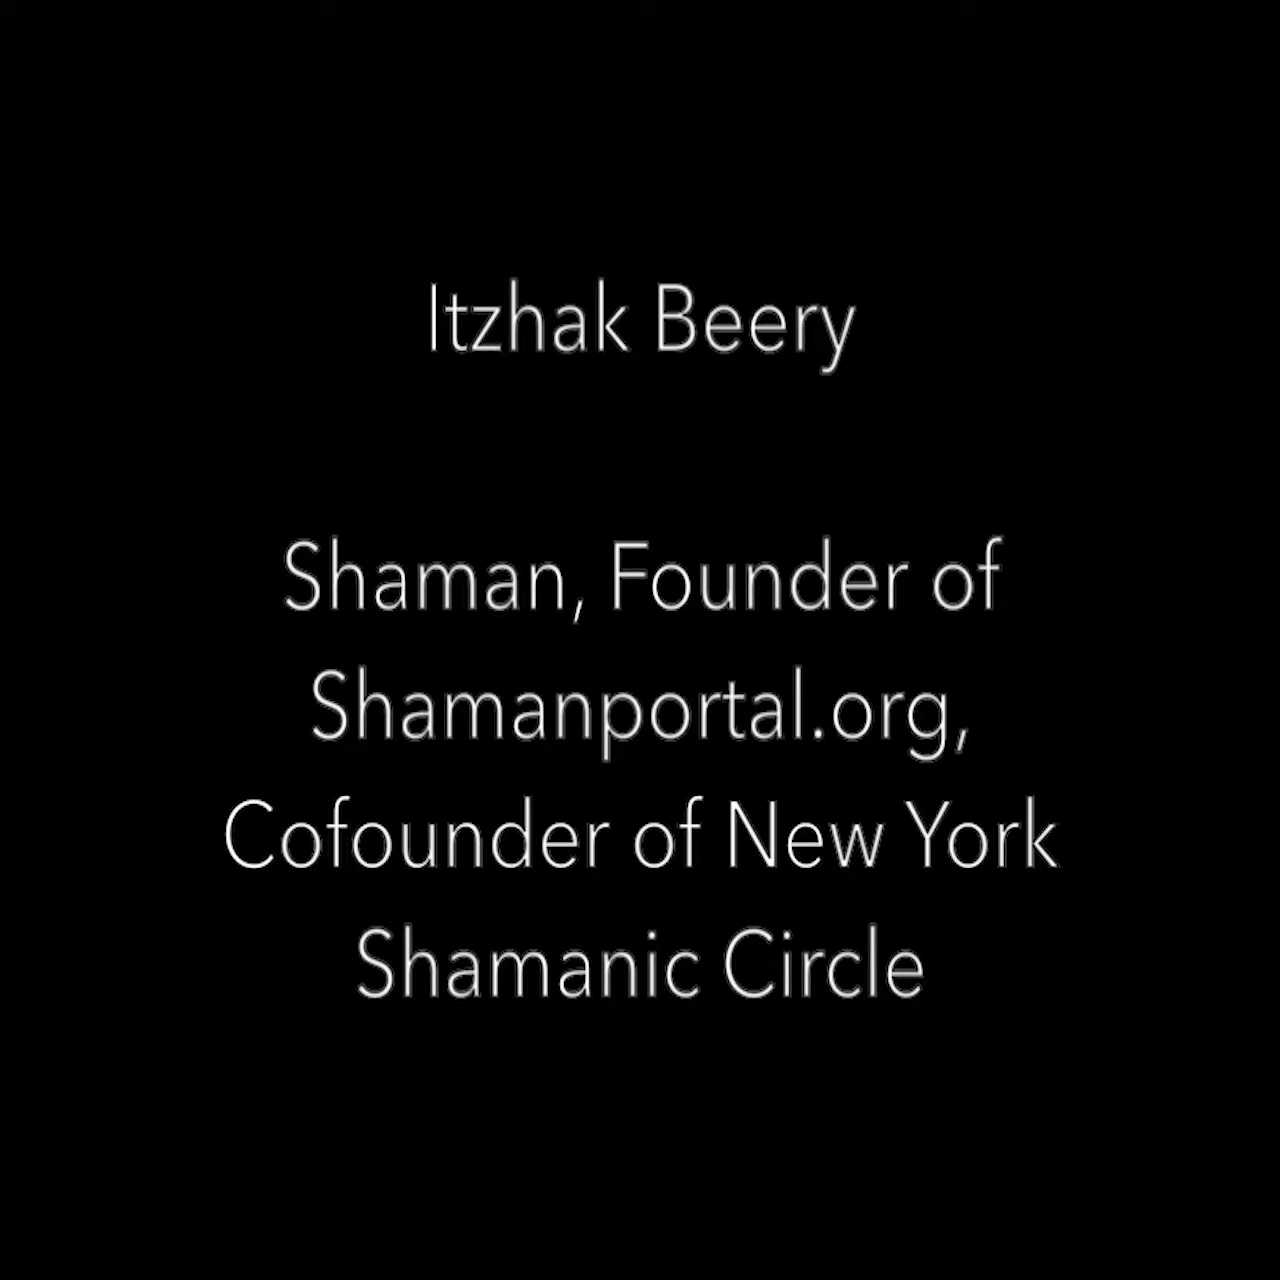 Itzhak Beery
Shaman, Founder of
Shamanportal.org,
Cofounder of New York
Shamanic Circle